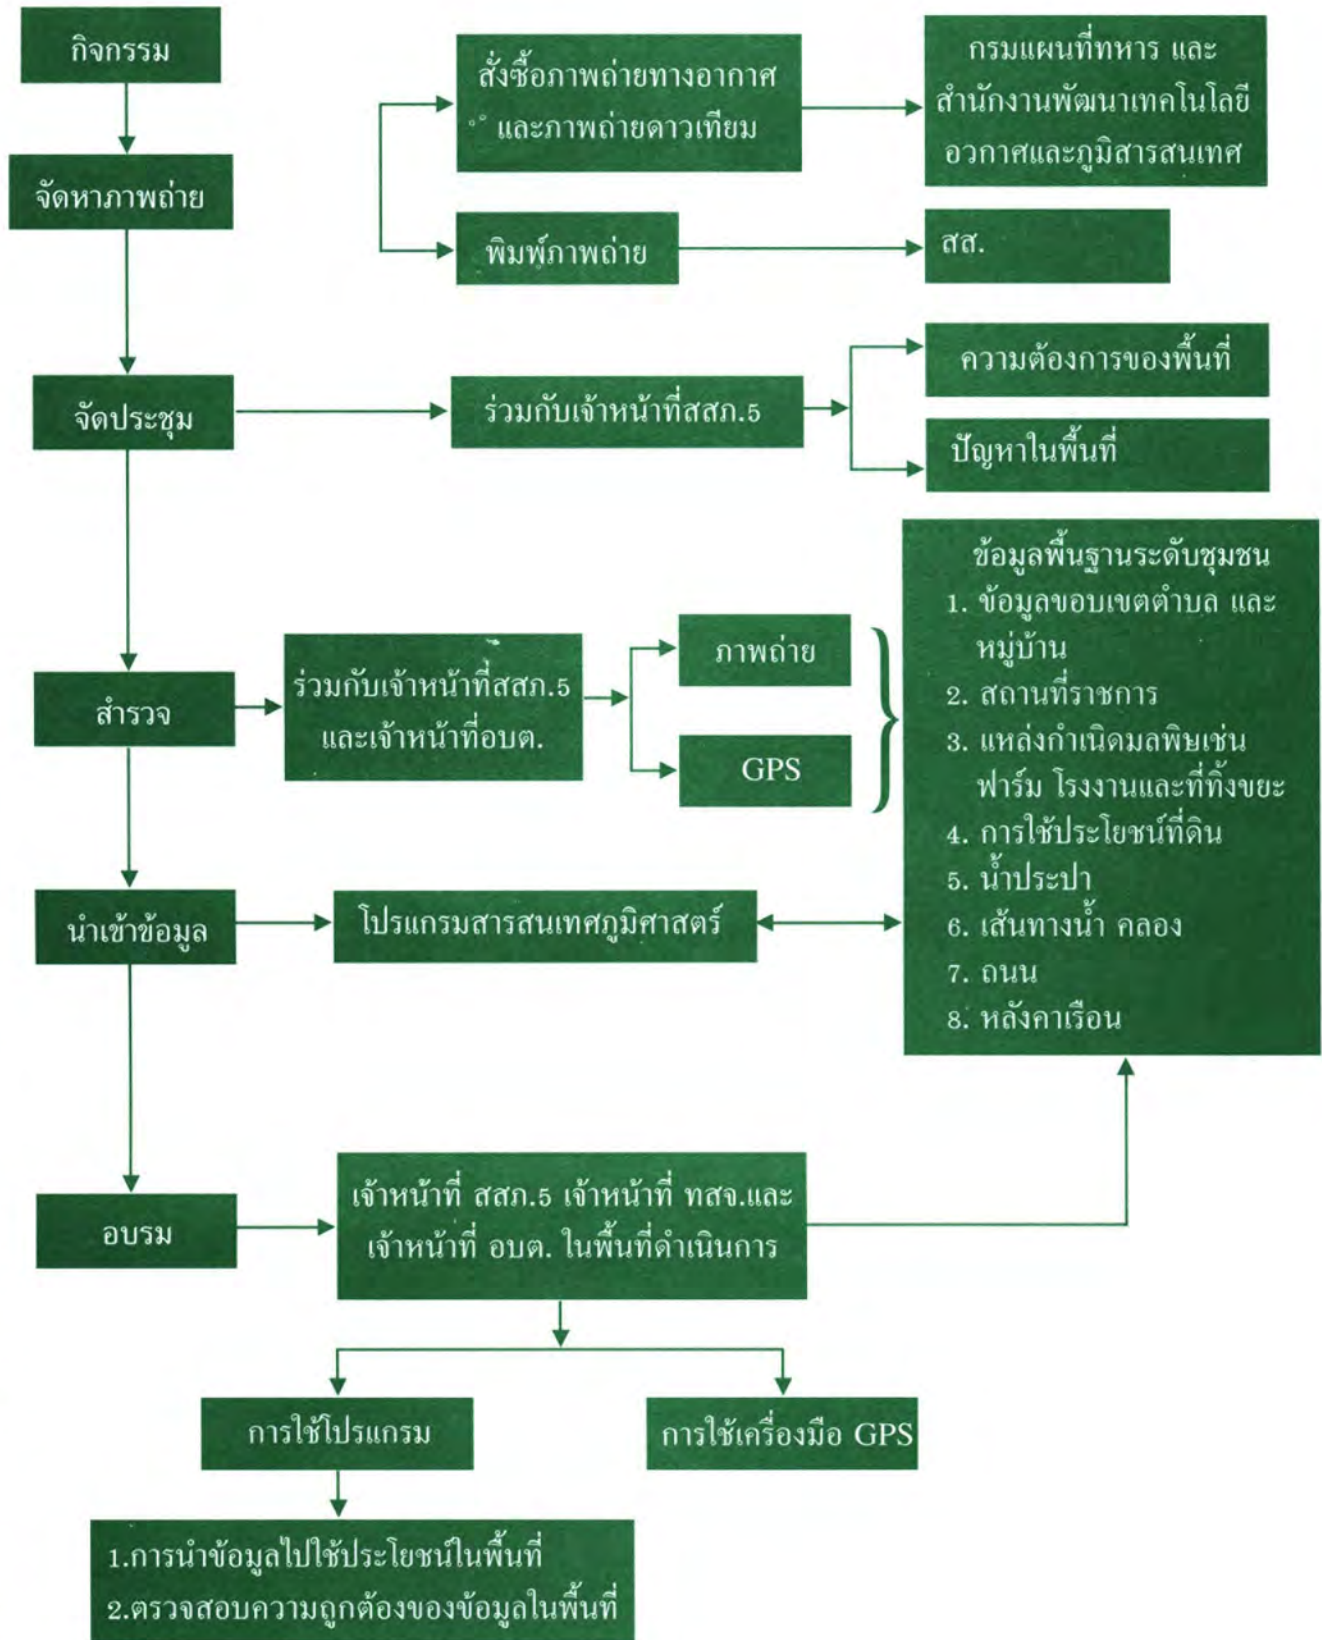 กิจกรรม
สั่งซื้อภาพถ่ายทางอากาศ
และภาพถ่ายดาวเทียม
กรมแผนที่ทหาร และ
สำนักงานพัฒนาเทคโนโลยี
อวกาศและภูมิสารสนเทศ
จัดหาภาพถ่าย
พิมพ์ภาพถ่าย
สส.
จัดประชุม
ร่วมกับเจ้าหน้าที่สสภ.5
ความต้องการของพื้นที่
ปัญหาในพื้นที่
สำรวจ
ร่วมกับเจ้าหน้าที่สสภ.5
และเจ้าหน้าที่อบต.
ภาพถ่าย
GPS
ข้อมูลพื้นฐานระดับชุมชน
1. ข้อมูลขอบเขตตำบล และ
หมู่บ้าน
2. สถานที่ราชการ
3. แหล่งกำเนิดมลพิษเช่น
ฟาร์ม โรงงานและที่ทิ้งขยะ
4. การใช้ประโยชน์ที่ดิน
5. น้ำประปา
6. เส้นทางน้ำ คลอง
7. ถนน
8. หลังคาเรือน
นำเข้าข้อมูล
โปรแกรมสารสนเทศภูมิศาสตร์
อบรม
เจ้าหน้าที่ สสภ.5 เจ้าหน้าที่ ทสจ.และ
เจ้าหน้าที่ อบต. ในพื้นที่ดำเนินการ
การใช้โปรแกรม
การใช้เครื่องมือ GPS
1.การนำข้อมูลไปใช้ประโยชน์ในพื้นที่
2.ตรวจสอบความถูกต้องของข้อมูลในพื้นที่